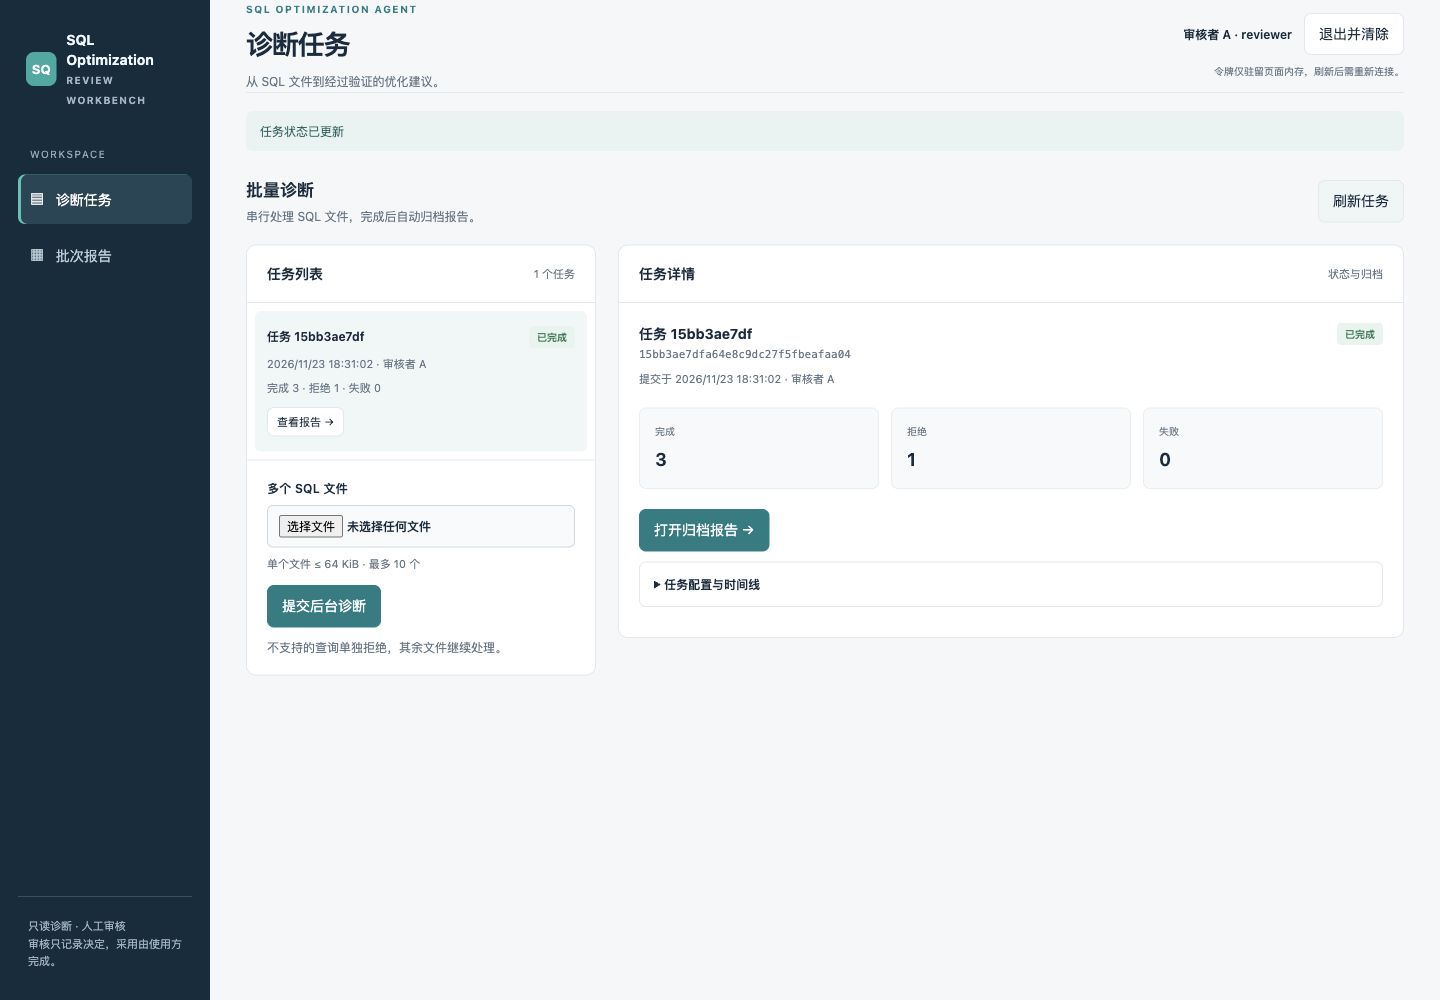 SQL
Optimization
REVIEW
WORKBENCH
SQ
WORKSPACE
诊断任务
批次报告
只读诊断 · 人工审核
审核只记录决定，采用由使用方
完成。
SQL OPTIMIZATION AGENT
诊断任务
从 SQL 文件到经过验证的优化建议。
审核者 A · reviewer
退出并清除
令牌仅驻留页面内存，刷新后需重新连接。
任务状态已更新
批量诊断
串行处理 SQL 文件，完成后自动归档报告。
刷新任务
任务列表
1 个任务
任务 15bb3ae7df
已完成
2026/11/23 18:31:02 · 审核者 A
完成 3 · 拒绝 1 · 失败 0
查看报告 →
多个 SQL 文件
选择文件 未选择任何文件
单个文件 ≤ 64 KiB · 最多 10 个
提交后台诊断
不支持的查询单独拒绝，其余文件继续处理。
任务详情
状态与归档
任务 15bb3ae7df
已完成
15bb3ae7dfa64e8c9dc27f5fbeafaa04
提交于 2026/11/23 18:31:02 · 审核者 A
完成
3
拒绝
1
失败
0
打开归档报告 →
▶ 任务配置与时间线